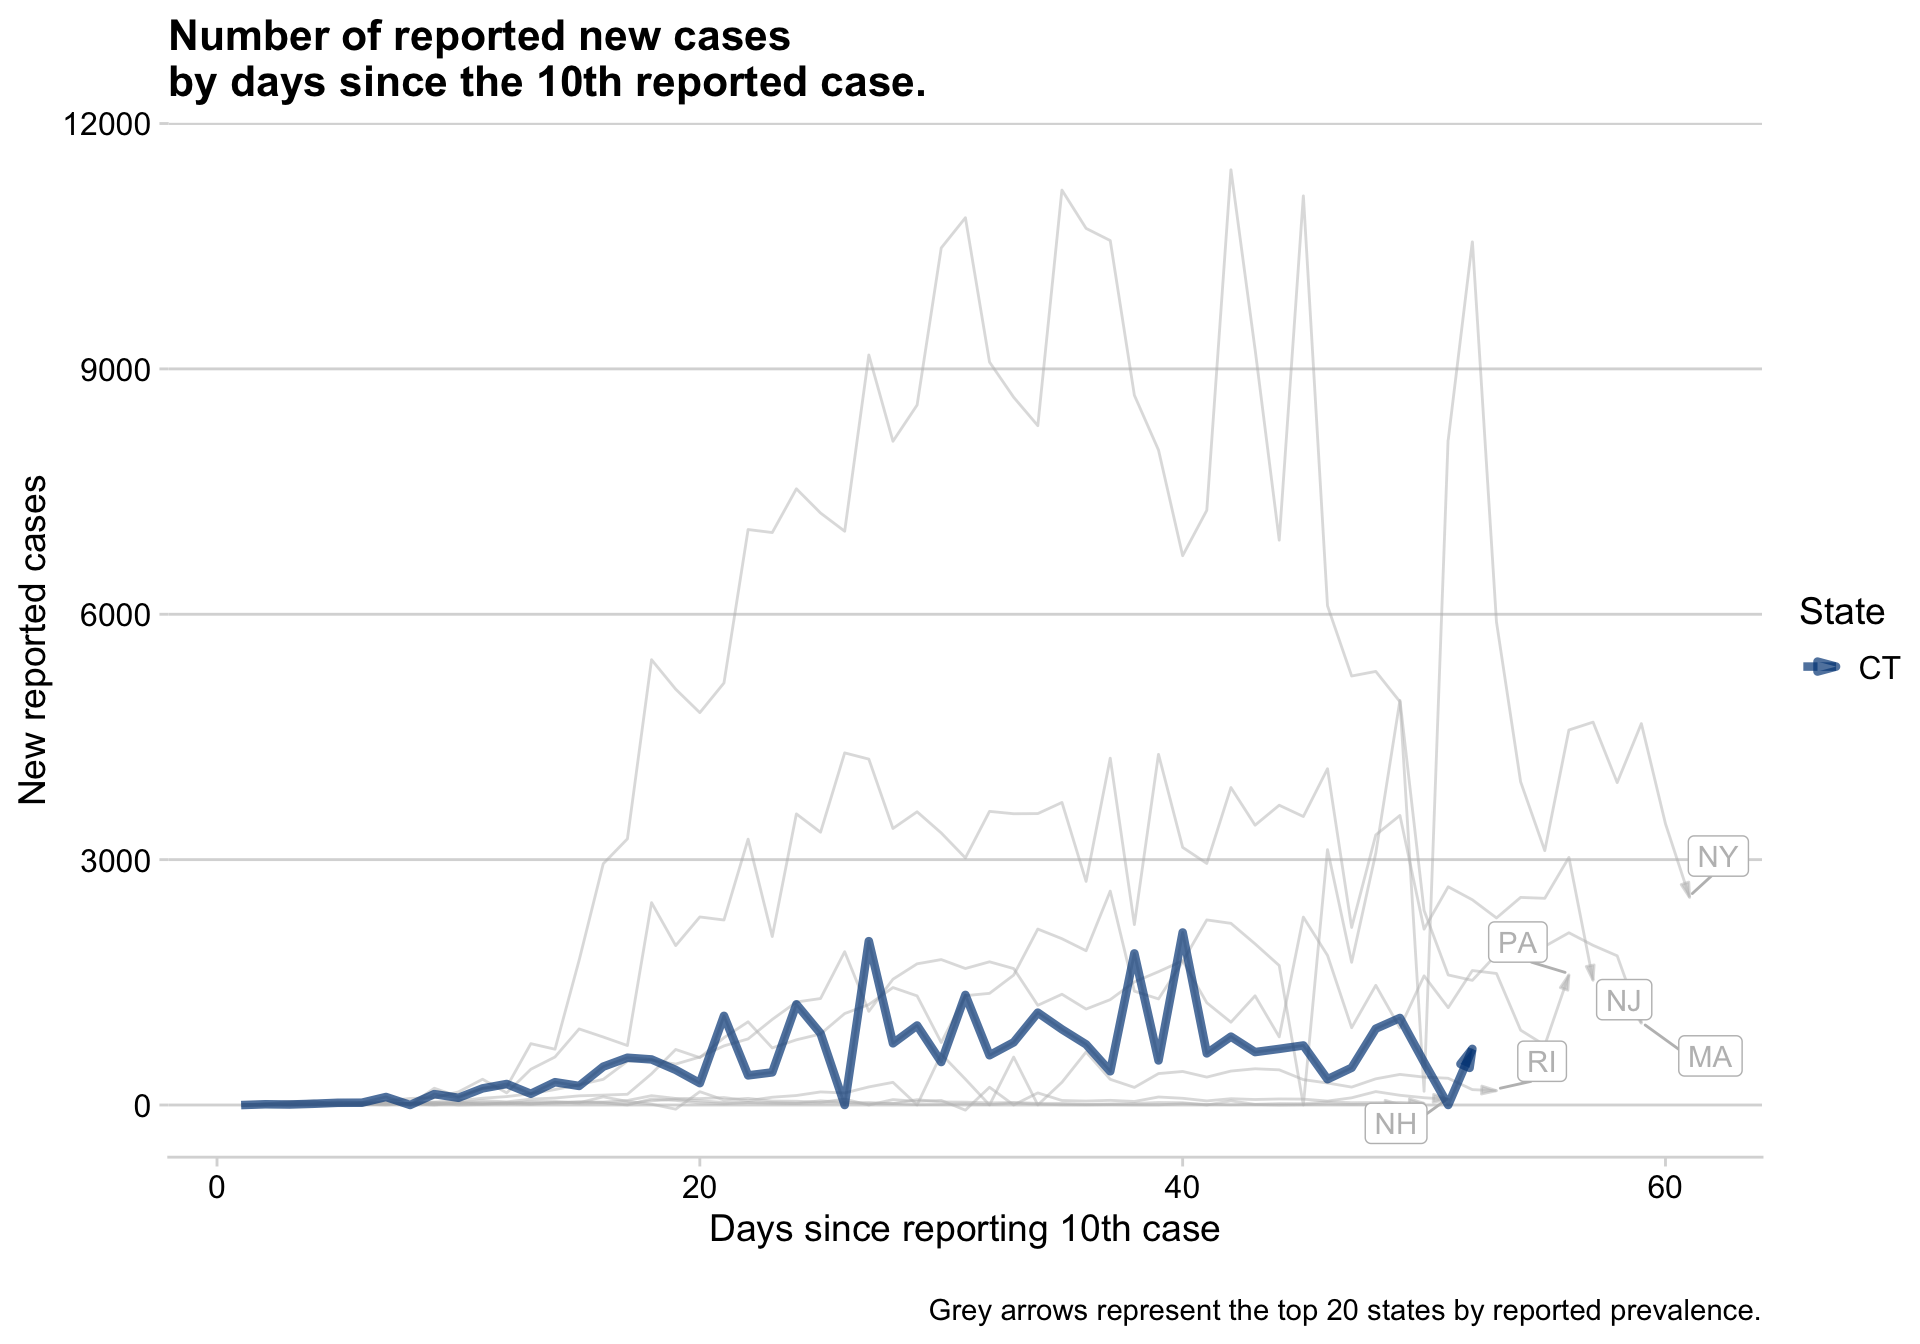 Number of reported new cases
by days since the 10th reported case.
12000
9000
6000
3000
0
New reported cases
NY
PA
NJ
MA
RI
NH
State
CT
0 20 40 60
Days since reporting 10th case
Grey arrows represent the top 20 states by reported prevalence.